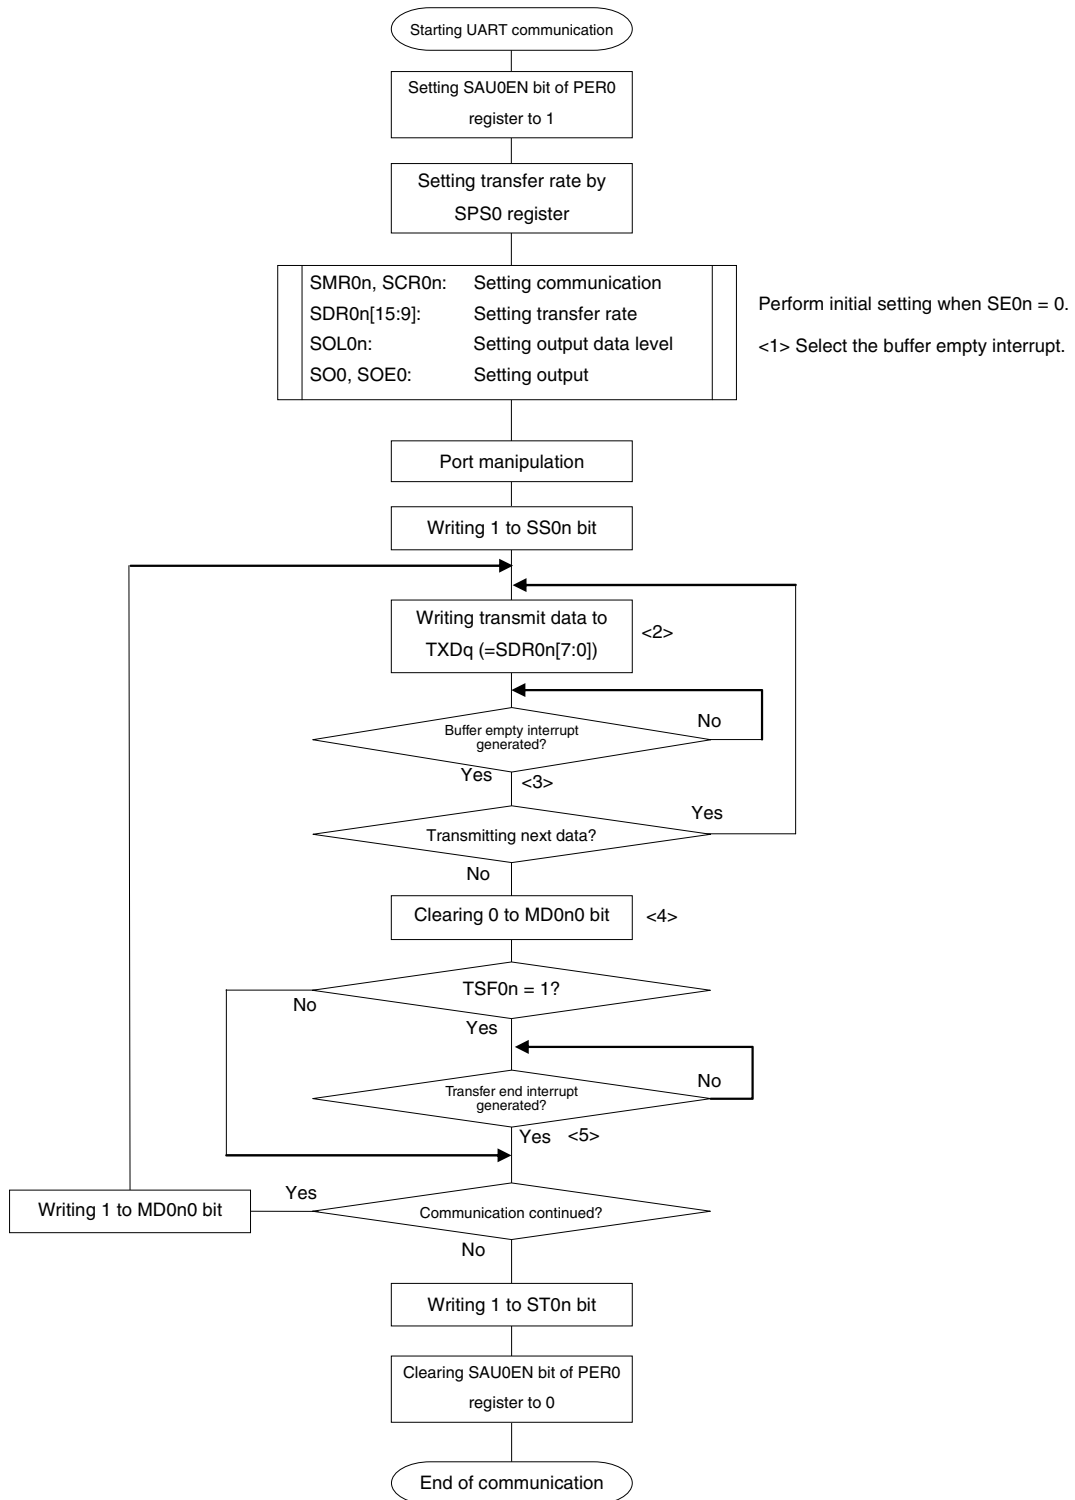 Starting UART communication
Setting SAU0EN bit of PER0
register to 1
Setting transfer rate by
SPS0 register
SMR0n, SCR0n: Setting communication
SDR0n[15:9]: Setting transfer rate
SOL0n: Setting output data level
SO0, SOE0: Setting output
Perform initial setting when SE0n = 0.
<1> Select the buffer empty interrupt.
Port manipulation
Writing 1 to SS0n bit
Writing transmit data to
TXDq (=SDR0n[7:0])
<2>
Buffer empty interrupt
generated?
No
Yes
<3>
Transmitting next data?
Yes
No
Clearing 0 to MD0n0 bit
<4>
TSF0n = 1?
No
Yes
Transfer end interrupt
generated?
No
Yes
<5>
Writing 1 to MD0n0 bit
Yes
Communication continued?
No
Writing 1 to ST0n bit
Clearing SAU0EN bit of PER0
register to 0
End of communication